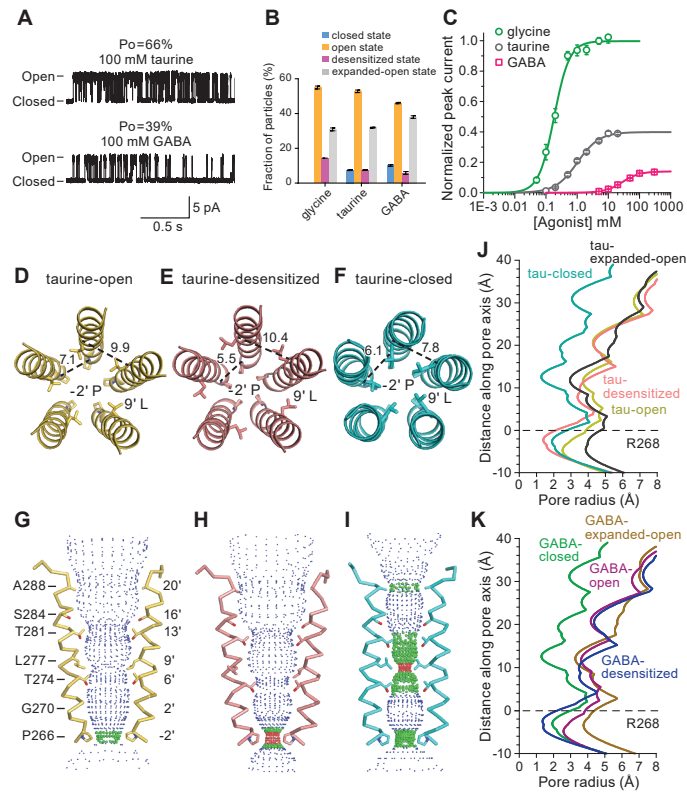 A
Po=66%
100 mM taurine
Open
Closed
Po=39%
100 mM GABA
Open
Closed
5 pA
0.5 s
B
closed state
open state
desensitized state
expanded-open state
Fraction of particles (%)
60
40
20
0
glycine
taurine
GABA
C
glycine
taurine
GABA
Normalized peak current
1.0
0.8
0.6
0.4
0.2
0.0
1E-3 0.01 0.1 1.0 10 100 1000
[Agonist] mM
D taurine-open
9.9
7.1
-2' P
9' L
E taurine-desensitized
10.4
5.5
-2' P
9' L
F taurine-closed
7.8
6.1
-2' P
9' L
G
A288 20'
S284 16'
T281 13'
L277 9'
T274 6'
G270 2'
P266 -2'
H
I
J
tau-
expanded-open
tau-closed
tau-
desensitized
tau-open
R268
Distance along pore axis (Å)
40
30
20
10
0
-10
0 1 2 3 4 5 6 7 8
Pore radius (Å)
K
GABA-
expanded-open
GABA-
closed
GABA-
open
GABA-
desensitized
R268
Distance along pore axis (Å)
40
30
20
10
0
-10
0 1 2 3 4 5 6 7 8
Pore radius (Å)